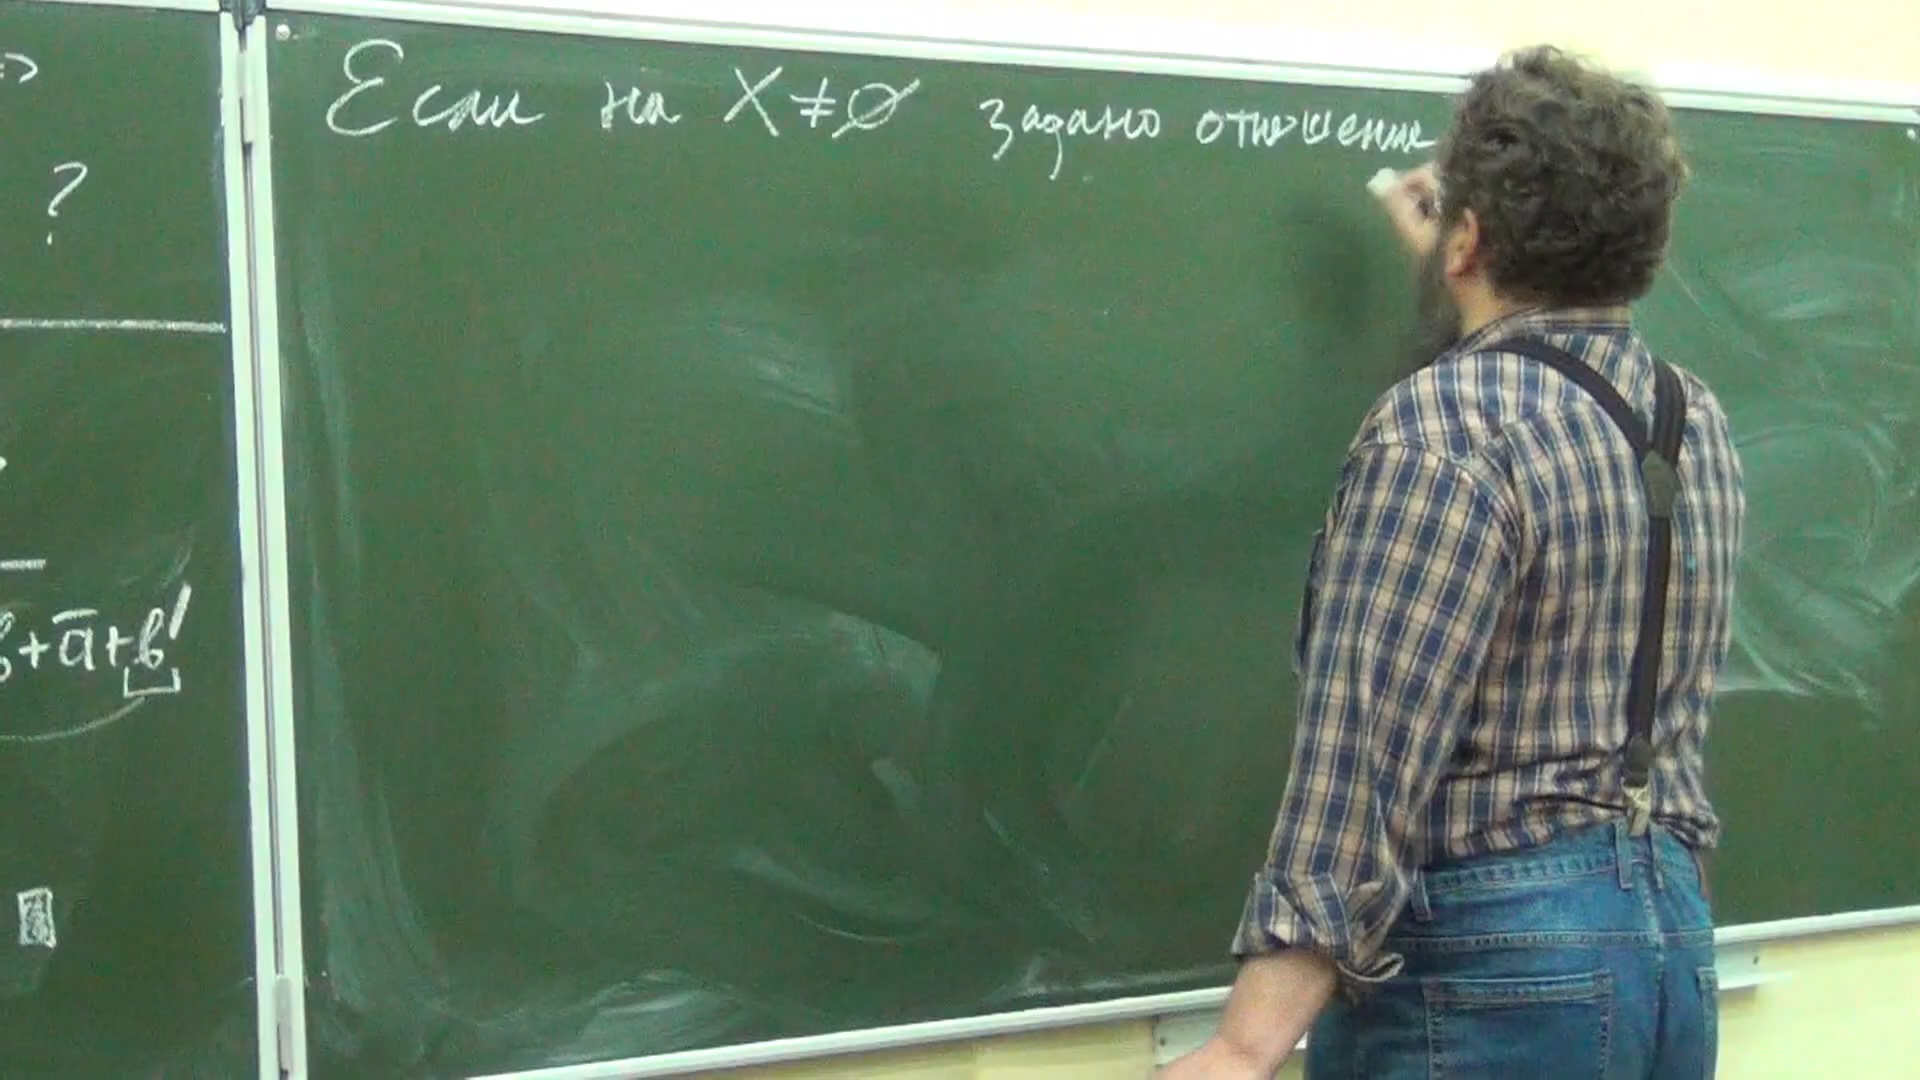 =>
?
b+a̅+b'
Если на X≠∅ задано отношение